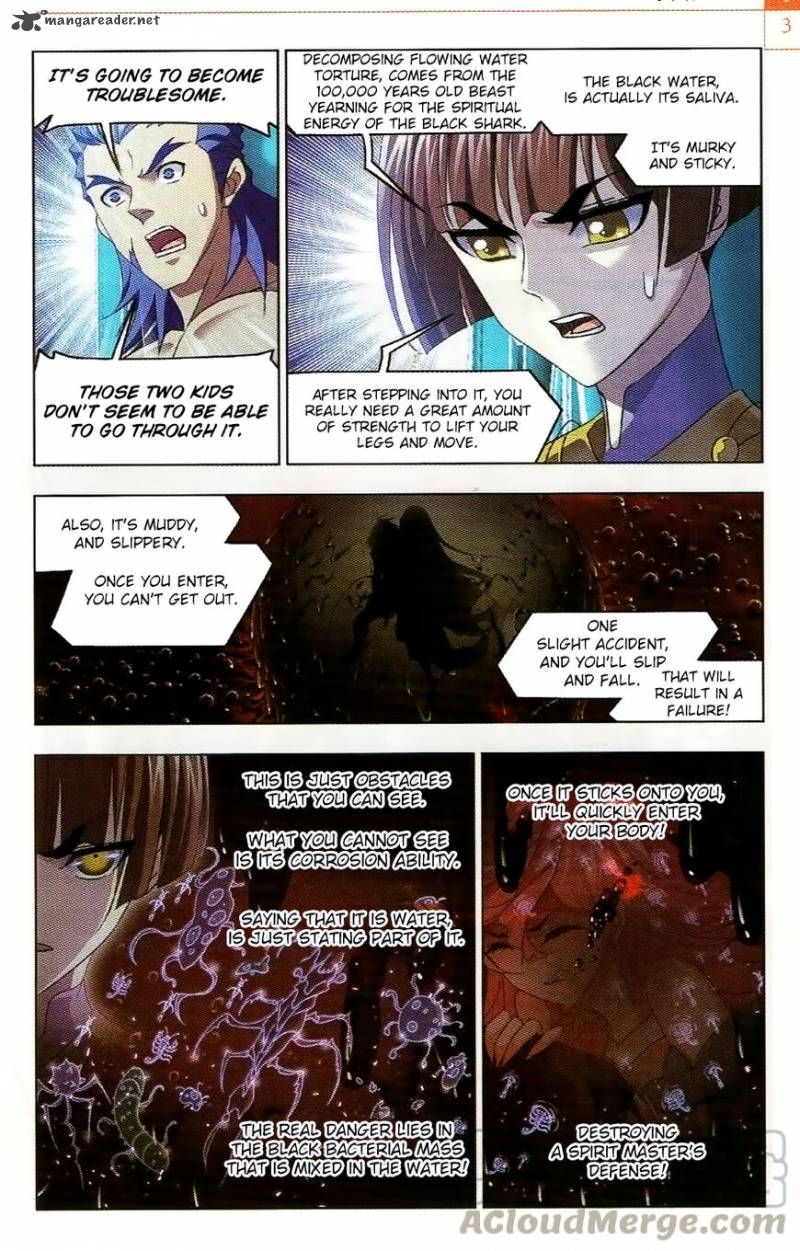 mangareader.net
3
IT'S GOING TO BECOME
TROUBLESOME.
THOSE TWO KIDS
DON'T SEEM TO BE ABLE
TO GO THROUGH IT.
DECOMPOSING FLOWING WATER
TORTURE, COMES FROM THE
100,000 YEARS OLD BEAST
YEARNING FOR THE SPIRITUAL
ENERGY OF THE BLACK SHARK.
THE BLACK WATER,
IS ACTUALLY ITS SALIVA.
IT'S MURKY
AND STICKY.
AFTER STEPPING INTO IT, YOU
REALLY NEED A GREAT AMOUNT
OF STRENGTH TO LIFT YOUR
LEGS AND MOVE.
ALSO, IT'S MUDDY,
AND SLIPPERY.
ONCE YOU ENTER,
YOU CAN'T GET OUT.
ONE
SLIGHT ACCIDENT,
AND YOU'LL SLIP
AND FALL.
THAT WILL
RESULT IN A
FAILURE!
THIS IS JUST OBSTACLES
THAT YOU CAN SEE.
WHAT YOU CANNOT SEE
IS ITS CORROSION ABILITY.
SAYING THAT IT IS WATER,
IS JUST STATING PART OF IT.
THE REAL DANGER LIES IN
THE BLACK BACTERIAL MASS
THAT IS MIXED IN THE WATER!
ONCE IT STICKS ONTO YOU,
IT'LL QUICKLY ENTER
YOUR BODY!
DESTROYING
A SPIRIT MASTER'S
DEFENSE!
ACloudMerge.com